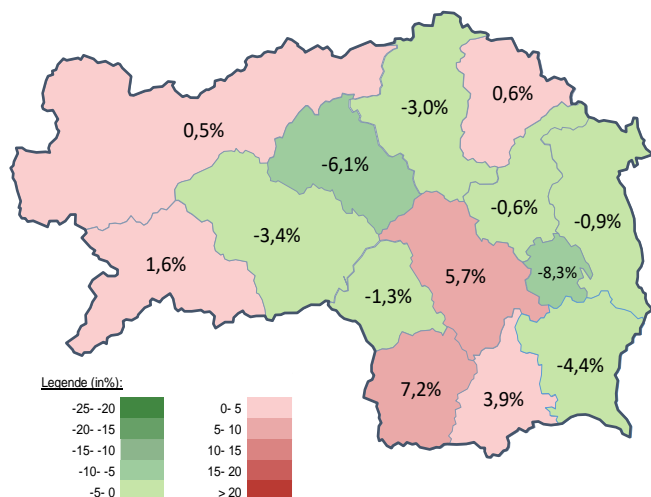 0,6%
-3,0%
0,5%
-6,1%
-0,6%
-0,9%
-3,4%
1,6%
5,7%
-8,3%
-1,3%
-4,4%
7,2%
3,9%
Legende (in%):
-25- -20 0- 5
-20- -15 5- 10
-15- -10 10- 15
-10- -5 15- 20
-5- 0 > 20